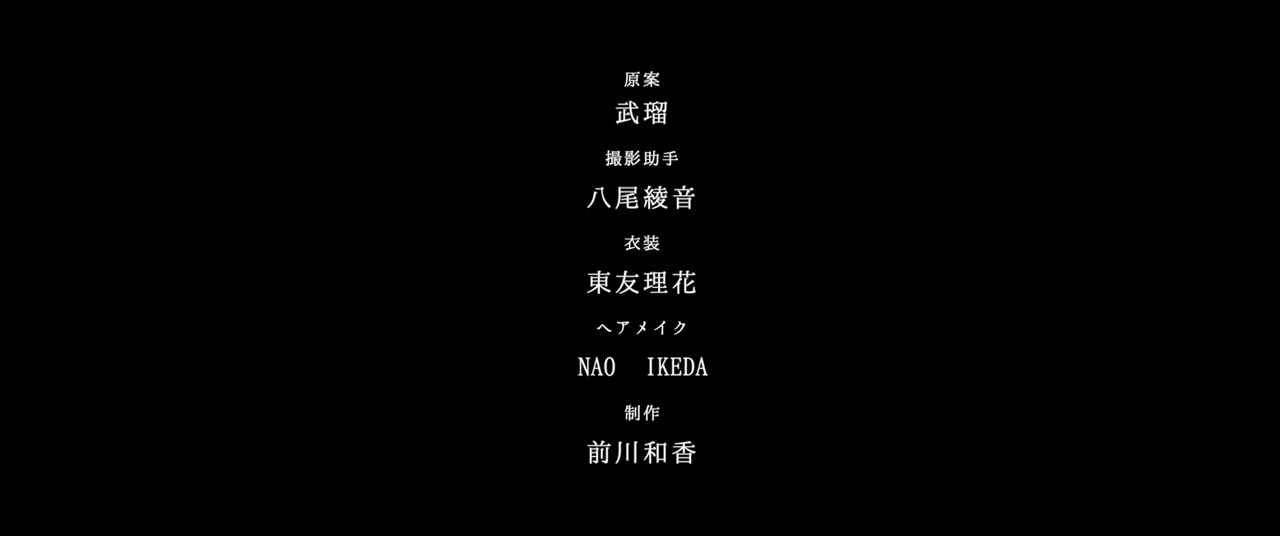 原案
武瑠
撮影助手
八尾綾音
衣装
東友理花
ヘアメイク
NAO　IKEDA
制作
前川和香